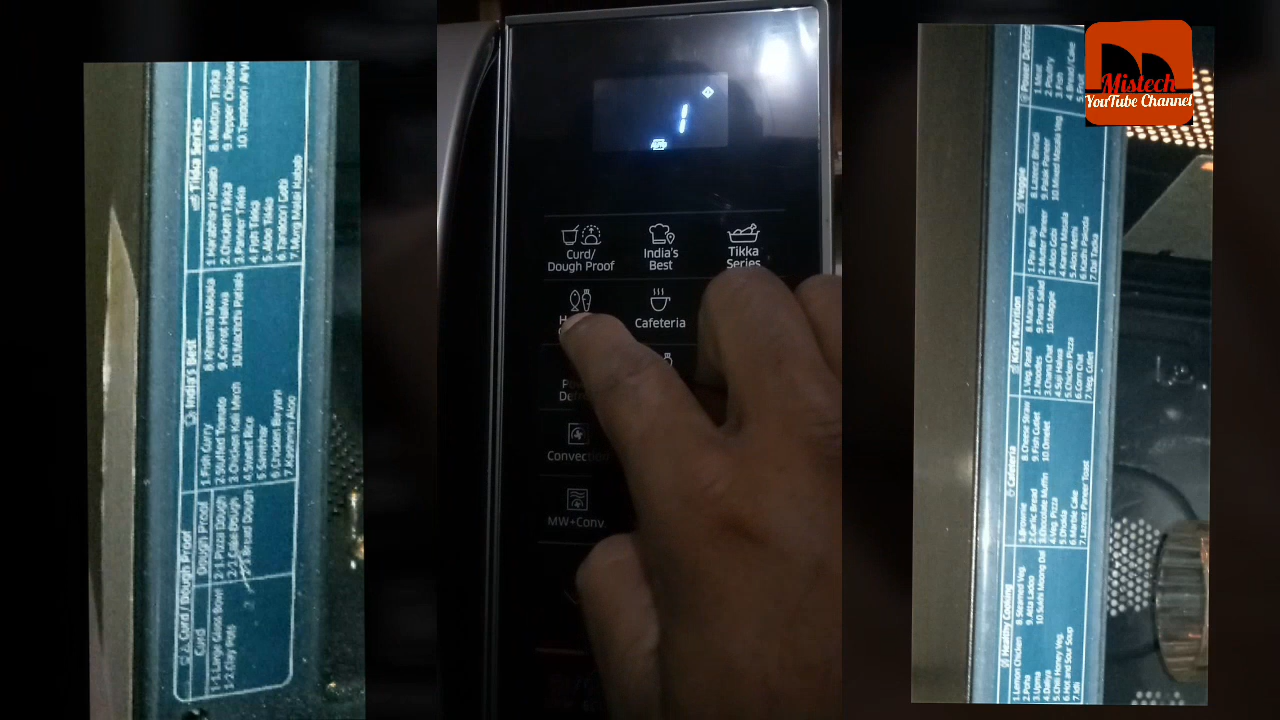 Curd / Dough Proof
Curd
1-1.Large Glass Bowl
1-2.Clay Pots
Dough Proof
2-1 Pizza Dough
2-2 Cake Dough
2-3 Bread Dough
India's Best
1.Fish Curry
2.Stuffed Tomato
3.Chicken Kali Mirch
4.Sweet Rice
5.Sambhar
6.Chicken Biryani
7.Kashmiri Aloo
8.Kheema Masala
9.Carrot Halwa
10.Machchi Patiala
Tikka Series
1.Harabhara Kabab
2.Chicken Tikka
3.Paneer Tikka
4.Fish Tikka
5.Aloo Tikka
6.Tandoori Gobi
7.Murg Malai Kabab
8.Mutton Tikka
9.Pepper Chicken
10.Tandoori Arvi
1
Curd/
Dough Proof
India's
Best
Tikka
Series
Cafeteria
Convection
MW+Conv.
Healthy Cooking
1.Lemon Chicken
2.Poha
3.Upma
4.Daliya
5.Chili Honey Veg.
6.Hot and Sour Soup
7.Idli
8.Steamed Veg.
9.Atta Ladoo
10.Sukhi Moong Dal
Cafeteria
1.Brownie
2.Garlic Bread
3.Chocolate Muffin
4.Veg. Pizza
5.Dhokla
6.Marble Cake
7.Lazeez Paneer Toast
8.Cheese Straw
9.Fish Cutlet
10.Omelet
Kid's Nutrition
1.Veg. Pasta
2.Noodles
3.Chana Chat
4.Suji Halwa
5.Chicken Pizza
6.Corn Chat
7.Veg. Cutlet
8.Macaroni
9.Pasta Salad
10.Maggie
Veggie
1.Pav Bhaji
2.Mutter Paneer
3.Aloo Gobi
4.Karela Masala
5.Aloo Methi
6.Kadhi Pakoda
7.Dal Tadka
8.Lazeez Bhindi
9.Palak Paneer
10.Mixed Masala Veg.
Power Defrost
1.Meat
2.Poultry
3.Fish
4.Bread/Cake
5.Fruit
Mistech
YouTube Channel